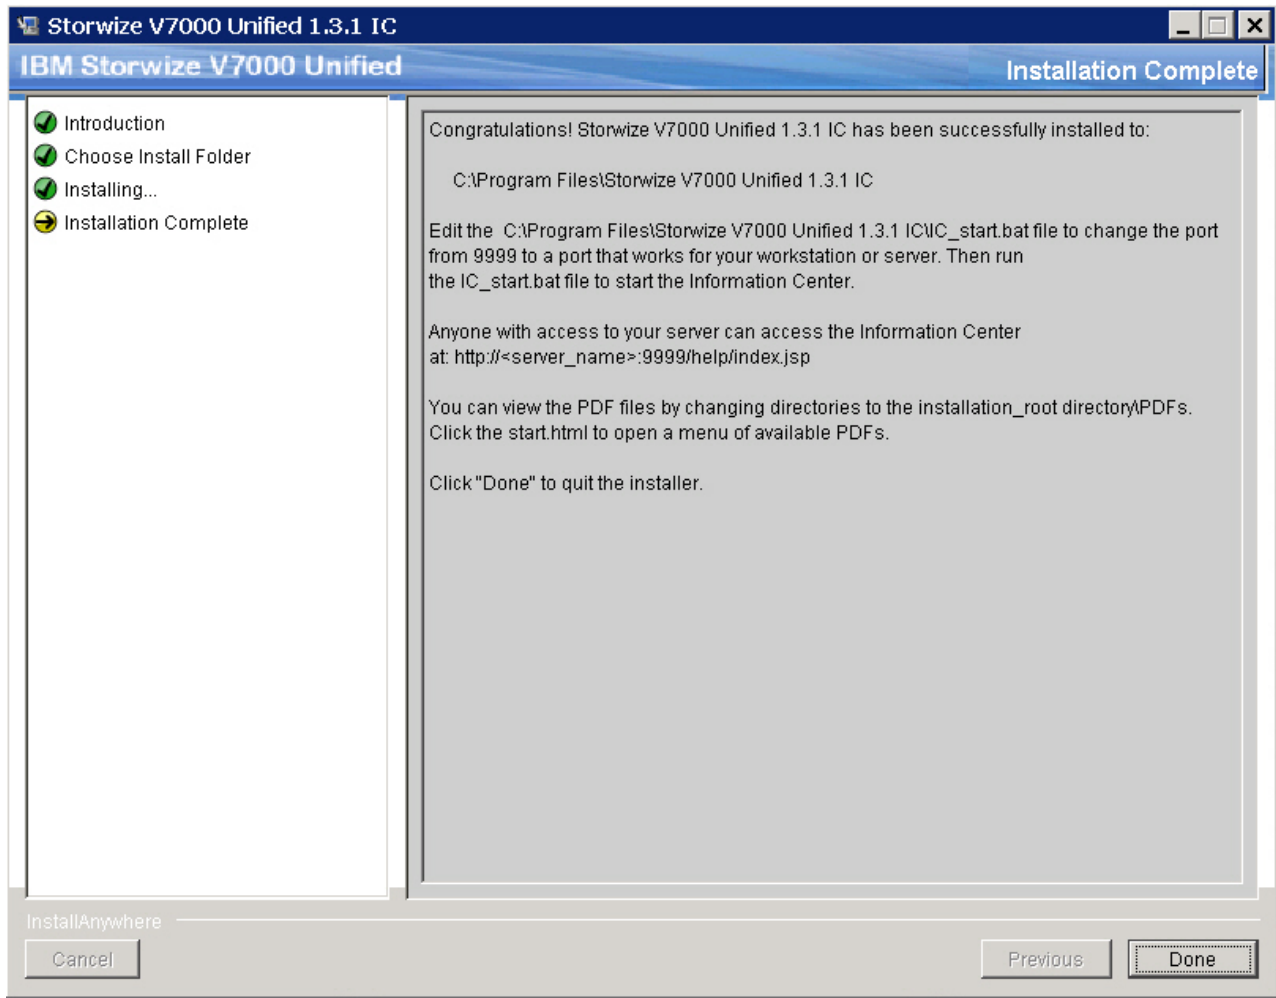 Storwize V7000 Unified 1.3.1 IC
IBM Storwize V7000 Unified
Installation Complete
Introduction
Choose Install Folder
Installing...
Installation Complete
Congratulations! Storwize V7000 Unified 1.3.1 IC has been successfully installed to:
C:\Program Files\Storwize V7000 Unified 1.3.1 IC
Edit the  C:\Program Files\Storwize V7000 Unified 1.3.1 IC\IC_start.bat file to change the port
from 9999 to a port that works for your workstation or server. Then run
the IC_start.bat file to start the Information Center.
Anyone with access to your server can access the Information Center
at: http://<server_name>:9999/help/index.jsp
You can view the PDF files by changing directories to the installation_root directory\PDFs.
Click the start.html to open a menu of available PDFs.
Click "Done" to quit the installer.
InstallAnywhere
Cancel
Previous
Done